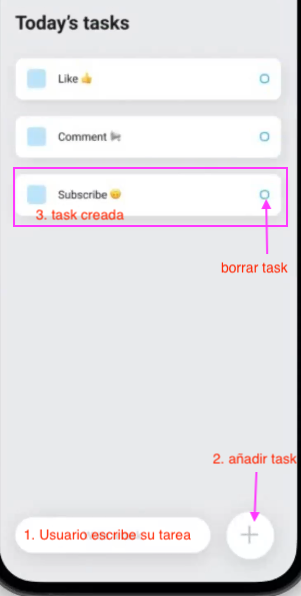 Today's tasks
Like 👍
Comment
Subscribe
3. task creada
borrar task
2. añadir task
1. Usuario escribe su tarea
+